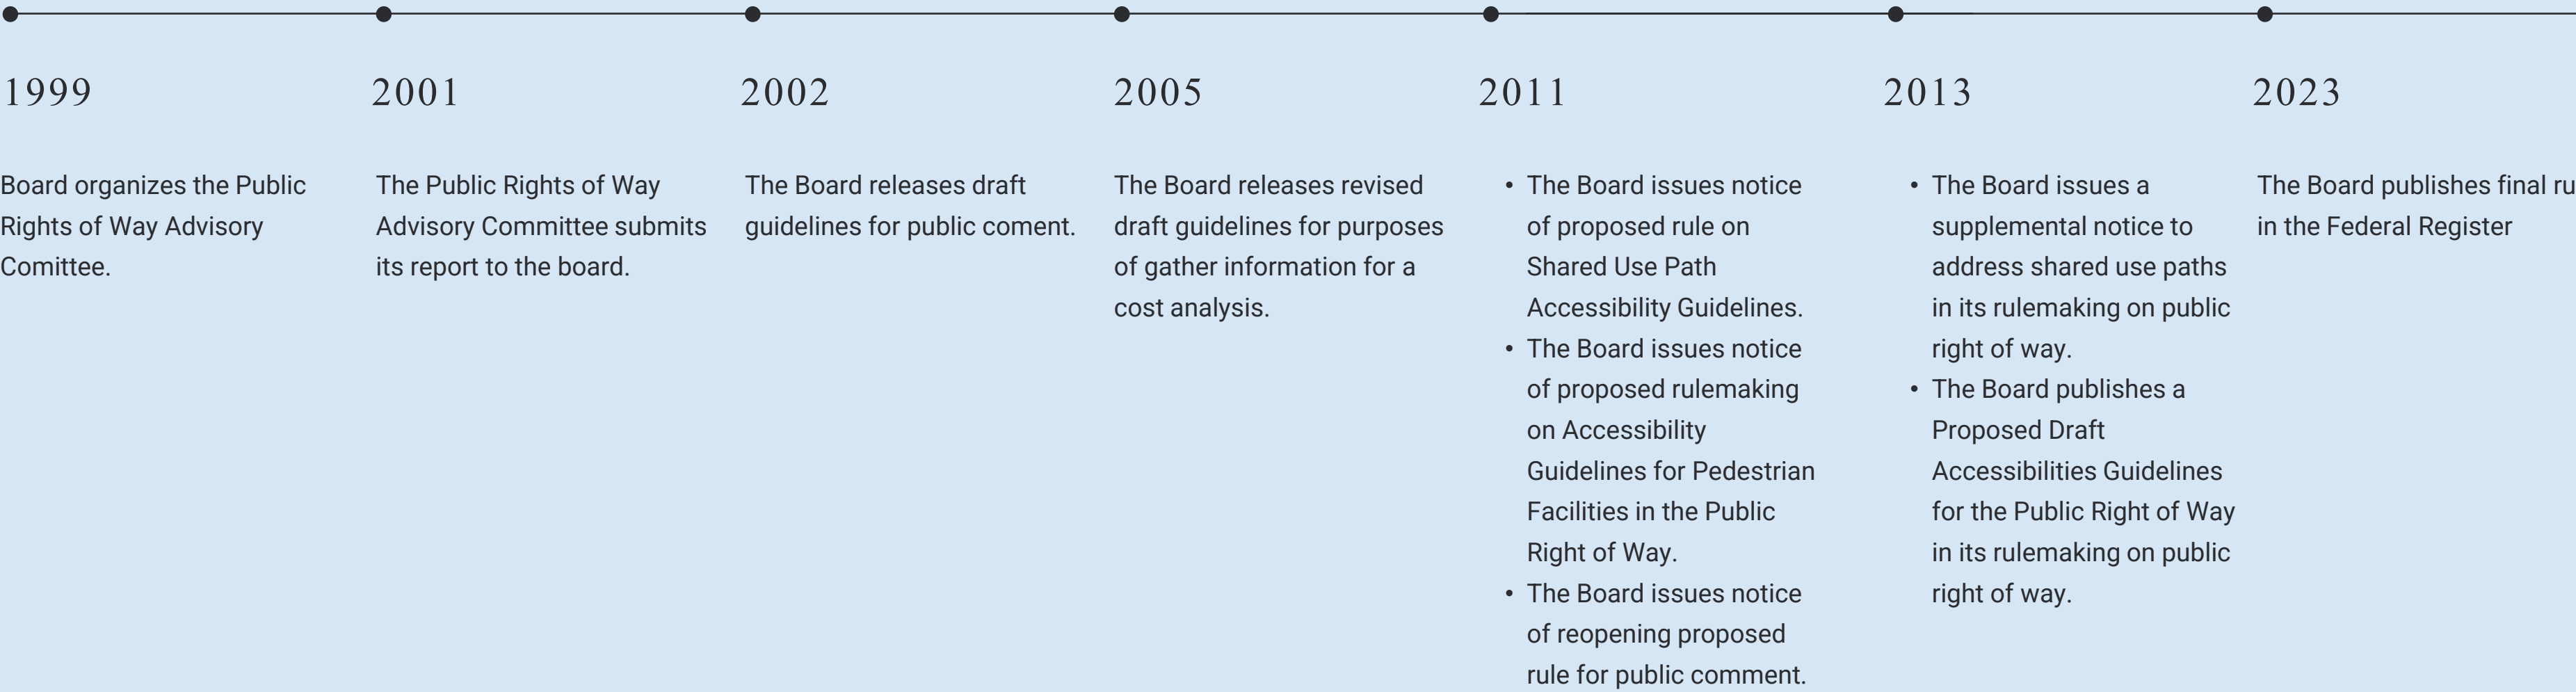 1999
Board organizes the Public
Rights of Way Advisory
Comittee.
2001
The Public Rights of Way
Advisory Committee submits
its report to the board.
2002
The Board releases draft
guidelines for public coment.
2005
The Board releases revised
draft guidelines for purposes
of gather information for a
cost analysis.
2011
• The Board issues notice
of proposed rule on
Shared Use Path
Accessibility Guidelines.
• The Board issues notice
of proposed rulemaking
on Accessibility
Guidelines for Pedestrian
Facilities in the Public
Right of Way.
• The Board issues notice
of reopening proposed
rule for public comment.
2013
• The Board issues a
supplemental notice to
address shared use paths
in its rulemaking on public
right of way.
• The Board publishes a
Proposed Draft
Accessibilities Guidelines
for the Public Right of Way
in its rulemaking on public
right of way.
2023
The Board publishes final
in the Federal Register